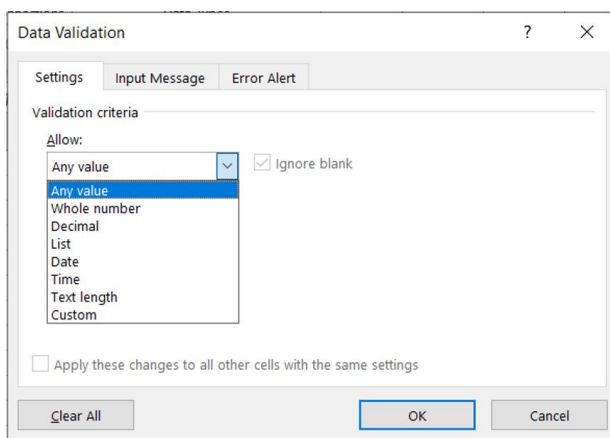 Data Validation
Settings
Input Message
Error Alert
Validation criteria
Allow:
Any value
Ignore blank
Any value
Whole number
Decimal
List
Date
Time
Text length
Custom
Apply these changes to all other cells with the same settings
Clear All
OK
Cancel